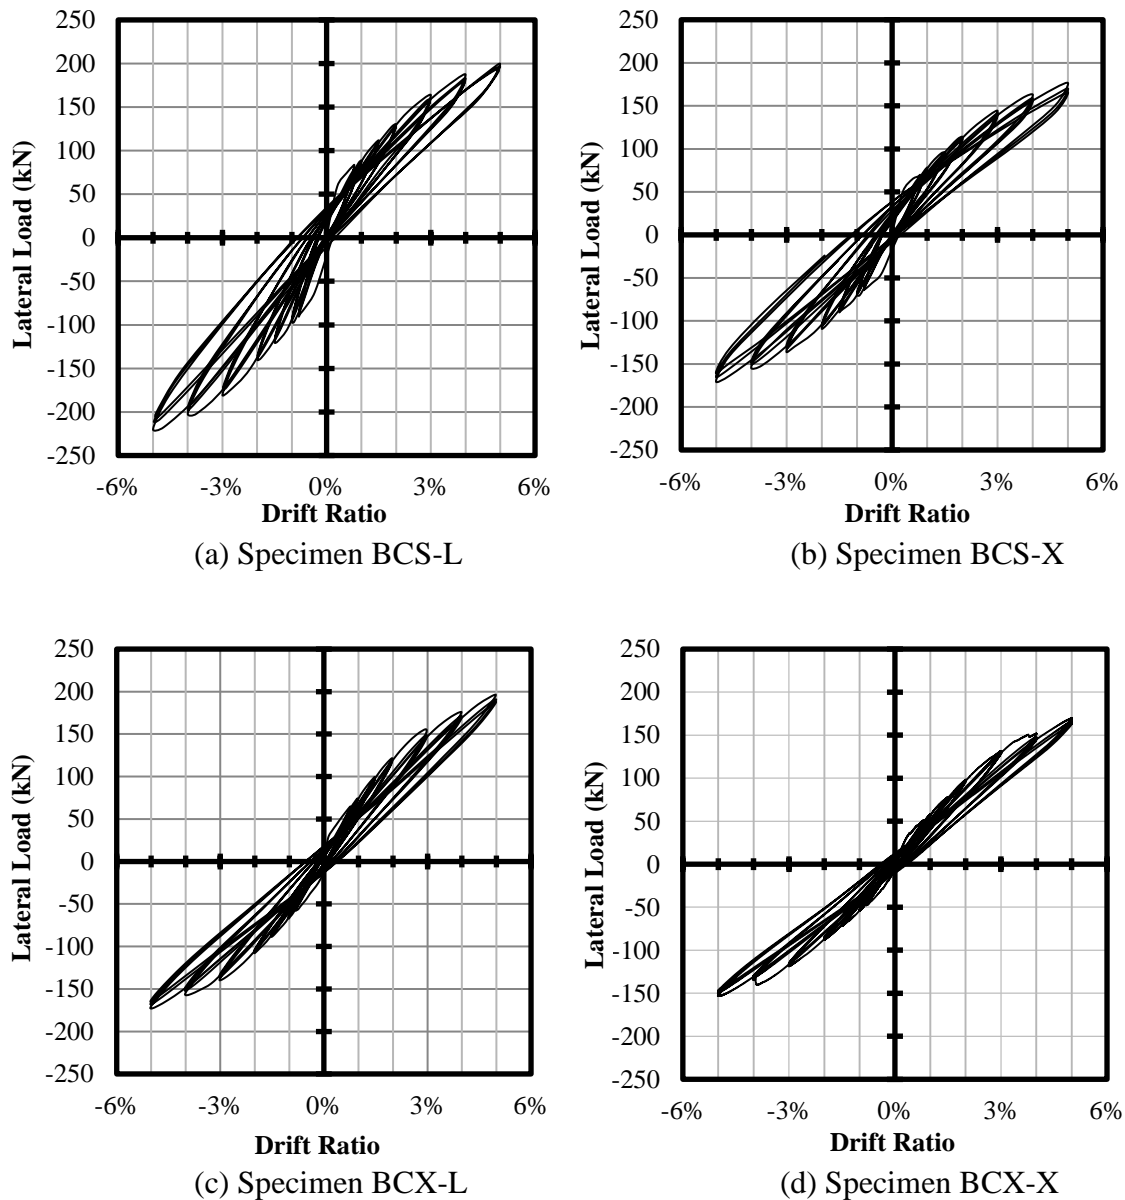 250
200
150
100
50
0
-50
-100
-150
-200
-250
-6% -3% 0% 3% 6%
Lateral Load (kN)
Drift Ratio
(a) Specimen BCS-L
250
200
150
100
50
0
-50
-100
-150
-200
-250
-6% -3% 0% 3% 6%
Lateral Load (kN)
Drift Ratio
(b) Specimen BCS-X
250
200
150
100
50
0
-50
-100
-150
-200
-250
-6% -3% 0% 3% 6%
Lateral Load (kN)
Drift Ratio
(c) Specimen BCX-L
250
200
150
100
50
0
-50
-100
-150
-200
-250
-6% -3% 0% 3% 6%
Lateral Load (kN)
Drift Ratio
(d) Specimen BCX-X